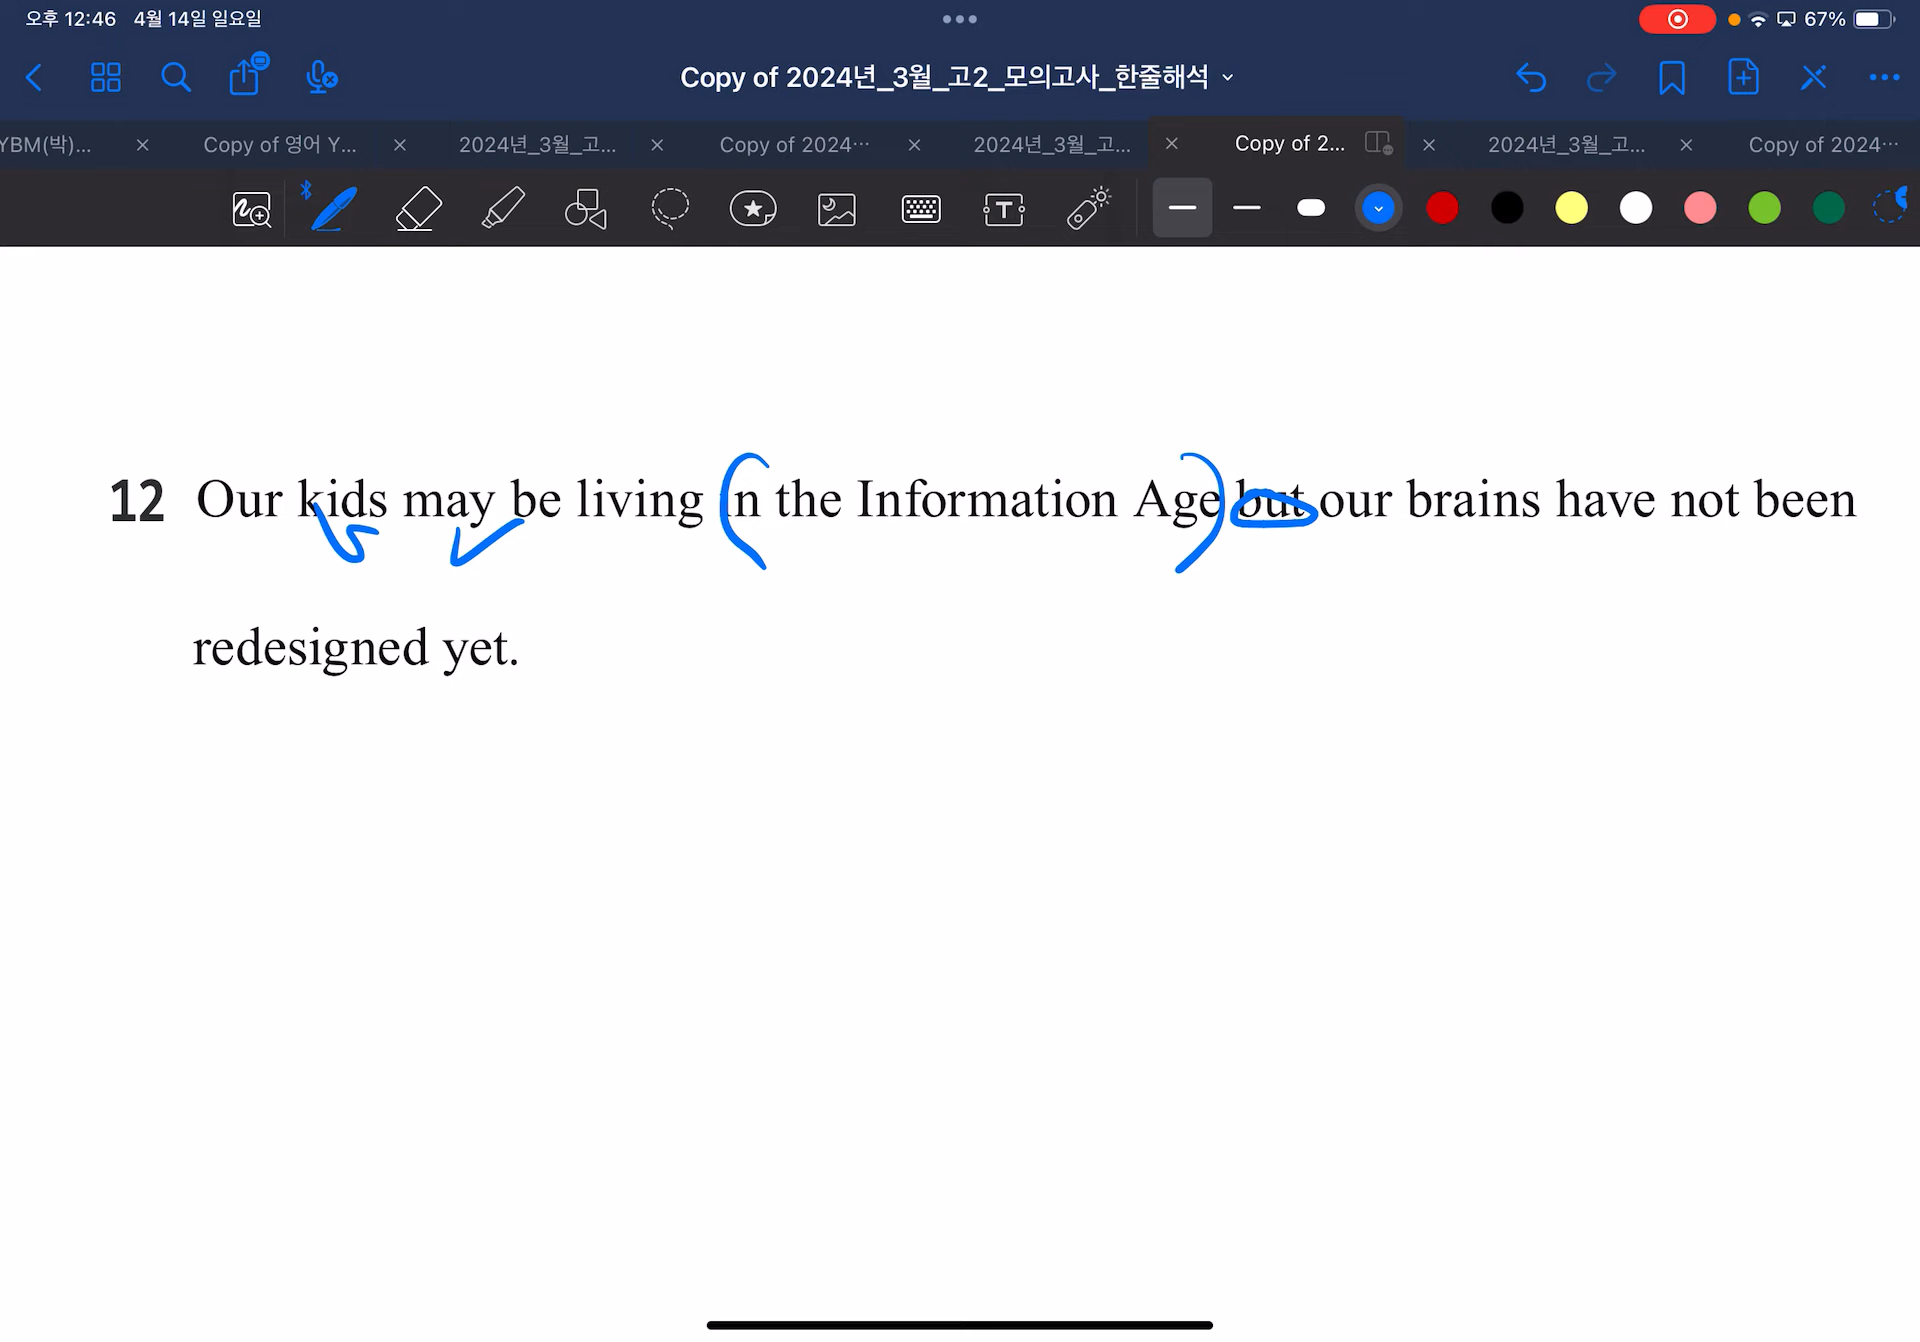 오후 12:46 4월 14일 일요일
67%
Copy of 2024년_3월_고2_모의고사_한줄해석
YBM(박)...
Copy of 영어 Y...
2024년_3월_고...
Copy of 2024...
2024년_3월_고...
Copy of 2...
2024년_3월_고...
Copy of 2024...
12 Our kids may be living in the Information Age but our brains have not been
redesigned yet.